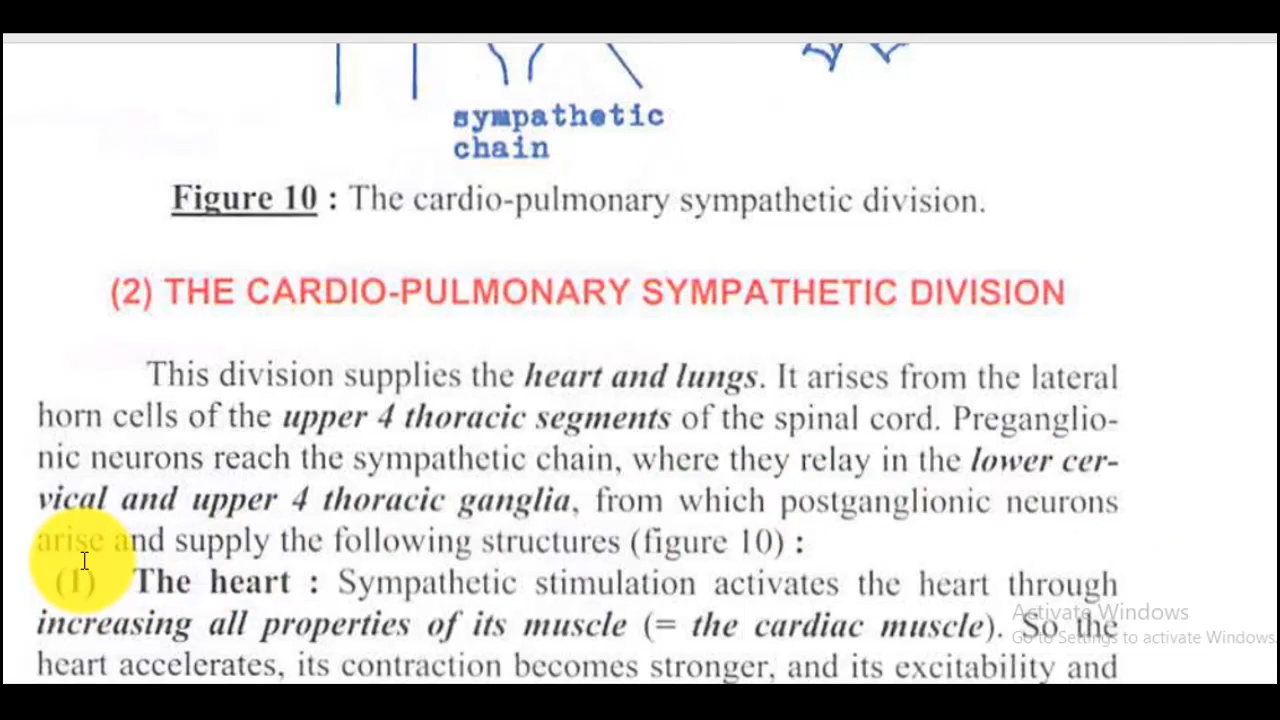 sympathetic
chain
Figure 10 : The cardio-pulmonary sympathetic division.
(2) THE CARDIO-PULMONARY SYMPATHETIC DIVISION
This division supplies the heart and lungs. It arises from the lateral
horn cells of the upper 4 thoracic segments of the spinal cord. Preganglio-
nic neurons reach the sympathetic chain, where they relay in the lower cer-
vical and upper 4 thoracic ganglia, from which postganglionic neurons
arise and supply the following structures (figure 10) :
(1) The heart : Sympathetic stimulation activates the heart through
increasing all properties of its muscle (= the cardiac muscle). So the
heart accelerates, its contraction becomes stronger, and its excitability and
Activate Windows
Go to Settings to activate Windows.